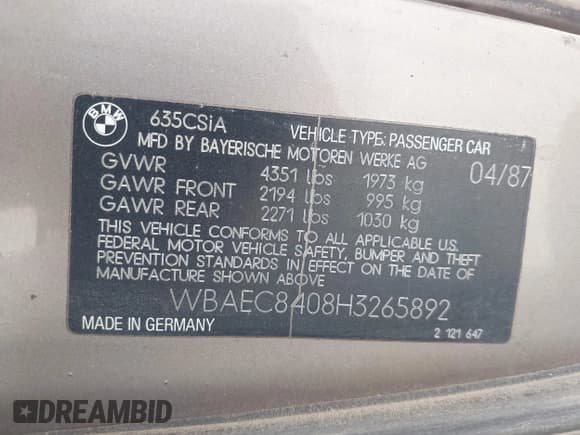 BMW
635CSiA
VEHICLE TYPE: PASSENGER CAR
MFD BY BAYERISCHE MOTOREN WERKE AG
04/87
GVWR 4351 lbs 1973 kg
GAWR FRONT 2194 lbs 995 kg
GAWR REAR 2271 lbs 1030 kg
THIS VEHICLE CONFORMS TO ALL APPLICABLE U.S.
FEDERAL MOTOR VEHICLE SAFETY, BUMPER AND THEFT
PREVENTION STANDARDS IN EFFECT ON THE DATE OF
MANUFACTURE SHOWN ABOVE
WBAEC8408H3265892
MADE IN GERMANY
2 121 647
DREAMBID